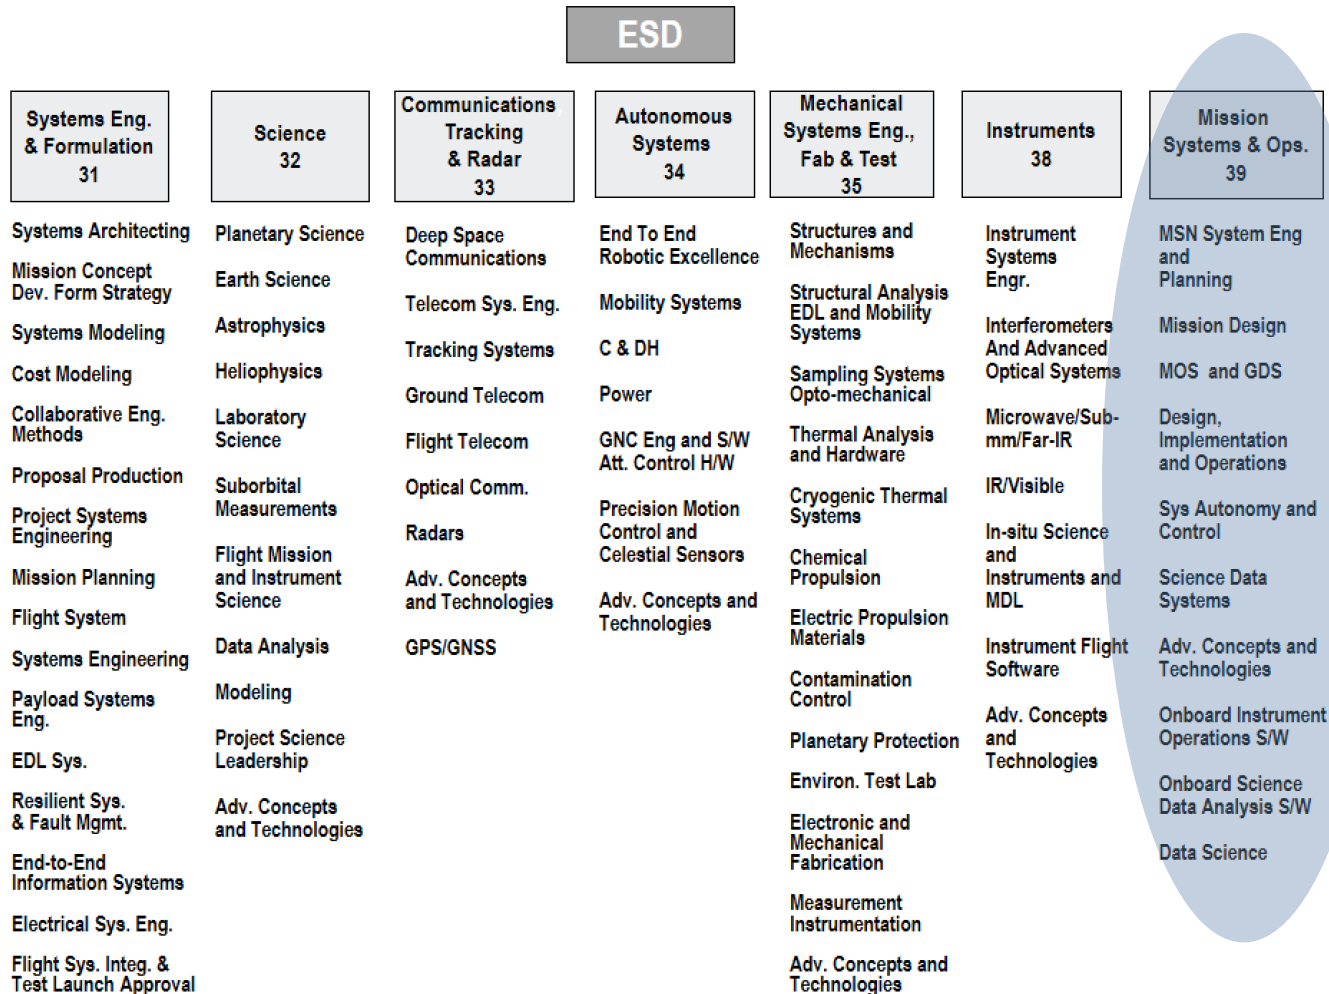 ESD
Systems Eng.
& Formulation
31
Systems Architecting
Mission Concept
Dev. Form Strategy
Systems Modeling
Cost Modeling
Collaborative Eng.
Methods
Proposal Production
Project Systems
Engineering
Mission Planning
Flight System
Systems Engineering
Payload Systems
Eng.
EDL Sys.
Resilient Sys.
& Fault Mgmt.
End-to-End
Information Systems
Electrical Sys. Eng.
Flight Sys. Integ. &
Test Launch Approval
Science
32
Planetary Science
Earth Science
Astrophysics
Heliophysics
Laboratory
Science
Suborbital
Measurements
Flight Mission
and Instrument
Science
Data Analysis
Modeling
Project Science
Leadership
Adv. Concepts
and Technologies
Communications,
Tracking
& Radar
33
Deep Space
Communications
Telecom Sys. Eng.
Tracking Systems
Ground Telecom
Flight Telecom
Optical Comm.
Radars
Adv. Concepts
and Technologies
GPS/GNSS
Autonomous
Systems
34
End To End
Robotic Excellence
Mobility Systems
C & DH
Power
GNC Eng and S/W
Att. Control H/W
Precision Motion
Control and
Celestial Sensors
Adv. Concepts and
Technologies
Mechanical
Systems Eng.,
Fab & Test
35
Structures and
Mechanisms
Structural Analysis
EDL and Mobility
Systems
Sampling Systems
Opto-mechanical
Thermal Analysis
and Hardware
Cryogenic Thermal
Systems
Chemical
Propulsion
Electric Propulsion
Materials
Contamination
Control
Planetary Protection
Environ. Test Lab
Electronic and
Mechanical
Fabrication
Measurement
Instrumentation
Adv. Concepts and
Technologies
Instruments
38
Instrument
Systems
Engr.
Interferometers
And Advanced
Optical Systems
Microwave/Sub-
mm/Far-IR
IR/Visible
In-situ Science
and
Instruments and
MDL
Instrument Flight
Software
Adv. Concepts
and
Technologies
Mission
Systems & Ops.
39
MSN System Eng
and
Planning
Mission Design
MOS and GDS
Design,
Implementation
and Operations
Sys Autonomy and
Control
Science Data
Systems
Adv. Concepts and
Technologies
Onboard Instrument
Operations S/W
Onboard Science
Data Analysis S/W
Data Science